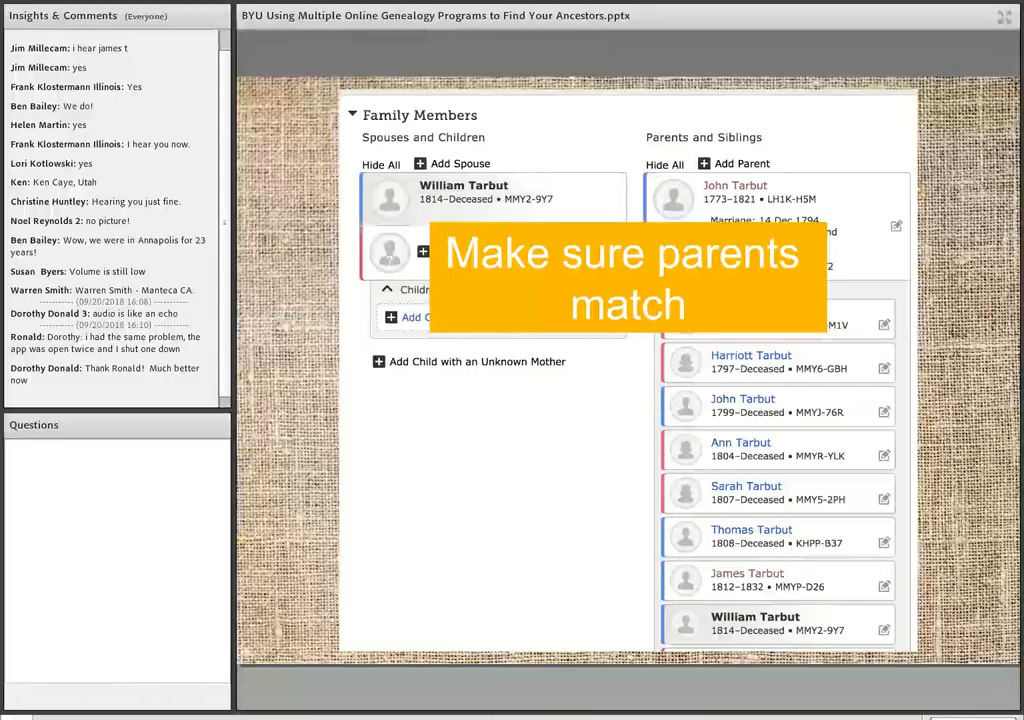 Insights & Comments (Everyone)
Jim Millecam: i hear james t
Jim Millecam: yes
Frank Klostermann Illinois: Yes
Ben Bailey: We do!
Helen Martin: yes
Frank Klostermann Illinois: I hear you now.
Lori Kotlowski: yes
Ken: Ken Caye, Utah
Christine Huntley: Hearing you just fine.
Noel Reynolds 2: no picture!
Ben Bailey: Wow, we were in Annapolis for 23
years!
Susan Byers: Volume is still low
Warren Smith: Warren Smith - Manteca CA.
----------- (09/20/2018 16:08) -----------
Dorothy Donald 3: audio is like an echo
----------- (09/20/2018 16:10) -----------
Ronald: Dorothy: i had the same problem, the
app was open twice and I shut one down
Dorothy Donald: Thank Ronald! Much better
now
Questions
BYU Using Multiple Online Genealogy Programs to Find Your Ancestors.pptx
Family Members
Spouses and Children
Hide All Add Spouse
William Tarbut
1814–Deceased • MMY2-9Y7
Childr
Add C
Add Child with an Unknown Mother
Make sure parents
match
Parents and Siblings
Hide All Add Parent
John Tarbut
1773–1821 • LH1K-H5M
Marriage: 14 Dec 1794
nd
2
M1V
Harriott Tarbut
1797–Deceased • MMY6-GBH
John Tarbut
1799–Deceased • MMYJ-76R
Ann Tarbut
1804–Deceased • MMYR-YLK
Sarah Tarbut
1807–Deceased • MMY5-2PH
Thomas Tarbut
1808–Deceased • KHPP-B37
James Tarbut
1812–1832 • MMYP-D26
William Tarbut
1814–Deceased • MMY2-9Y7